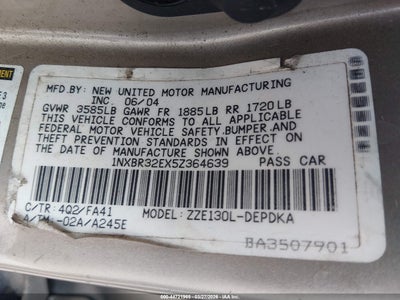 MFD BY: NEW UNITED MOTOR MANUFACTURING
INC. 06/04
GVWR 3585LB GAWR FR 1885LB RR 1720LB
THIS VEHICLE CONFORMS TO ALL APPLICABLE
FEDERAL MOTOR VEHICLE SAFETY, BUMPER, AND
THEFT PREVENTION STANDARDS IN EFFECT ON
THE DATE OF MANUFACTURE SHOWN ABOVE.
1NXBR32EX5Z364639 PASS CAR
C/TR: 4Q2/FA41 MODEL: ZZE130L-DEPDKA
A/TM: -02A/A245E
BA3507901